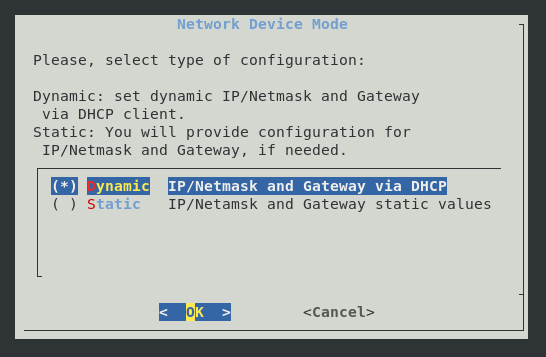 Network Device Mode
Please, select type of configuration:
Dynamic: set dynamic IP/Netmask and Gateway
via DHCP client.
Static: You will provide configuration for
IP/Netmask and Gateway, if needed.
(*) Dynamic IP/Netmask and Gateway via DHCP
( ) Static IP/Netamsk and Gateway static values
< OK > <Cancel>